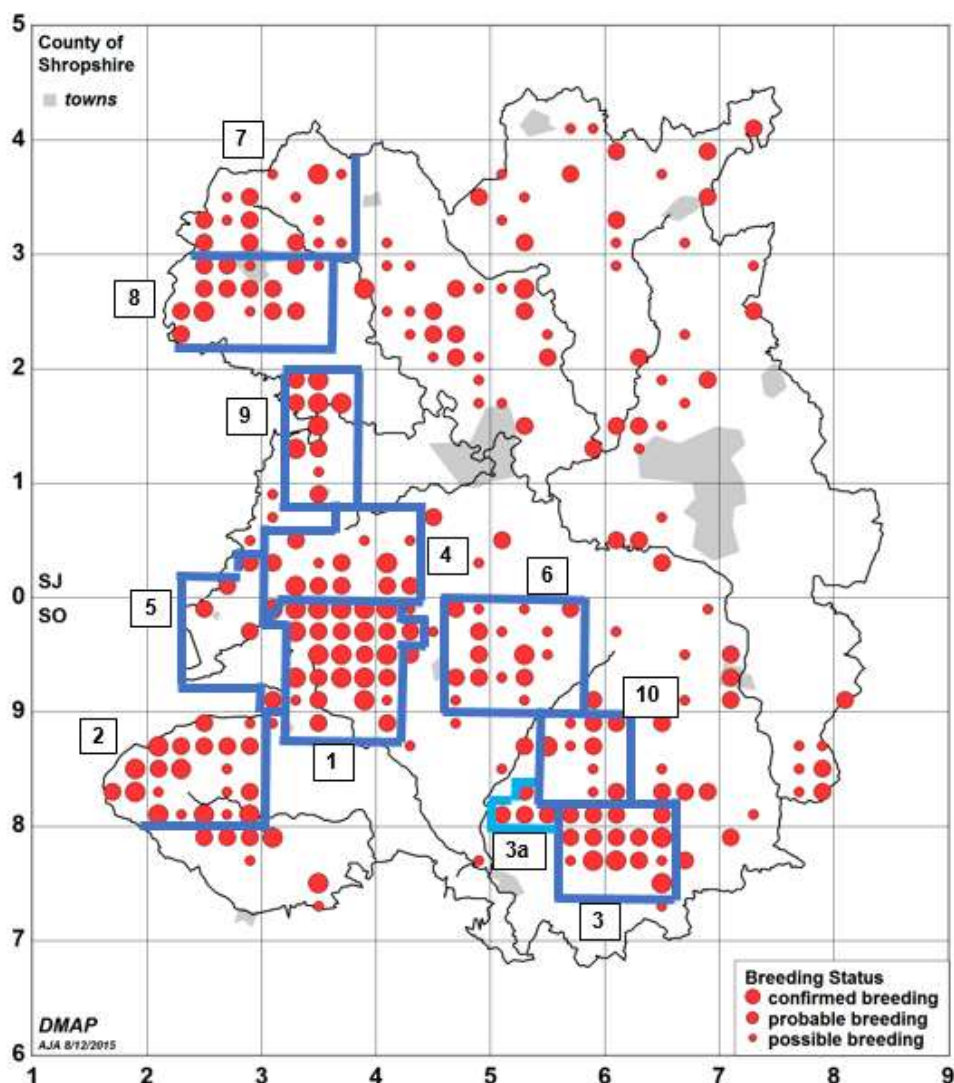 5
County of
Shropshire
towns
4
7
3
8
2
9
1
4
SJ
0
SO
5
6
9
10
2
1
8
3a
3
7
Breeding Status
confirmed breeding
probable breeding
possible breeding
DMAP
AJA 8/12/2015
6
1 2 3 4 5 6 7 8 9